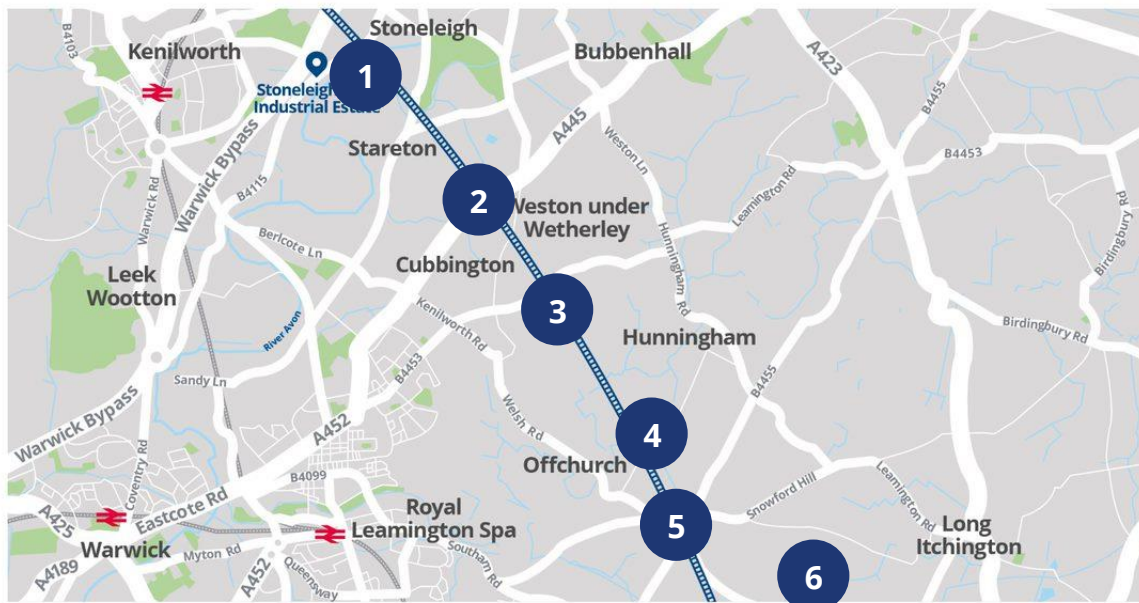 B4103
Kenilworth
Stoneleigh
Bubbenhall
A423
B4455
1
Stoneleigh
Industrial Estate
A445
Weston Ln
B4453
Stareton
Warwick Bypass
B4115
Warwick Rd
Leamington Rd
Birdingbury Rd
2
Weston under
Wetherley
Berlcote Ln
Hunningham Rd
Cubbington
Leek
Wootton
River Avon
Kenilworth Rd
3
Hunningham
Birdingbury Rd
B4453
Sandy Ln
B4455
Warwick Bypass
A452
Welsh Rd
4
Offchurch
B4099
Coventry Rd
Eastcote Rd
Snowford Hill
Leamington Rd
A425
Warwick
Royal
Leamington Spa
5
Long
Itchington
Myton Rd
A4189
A452
Queensway
Southam Rd
6